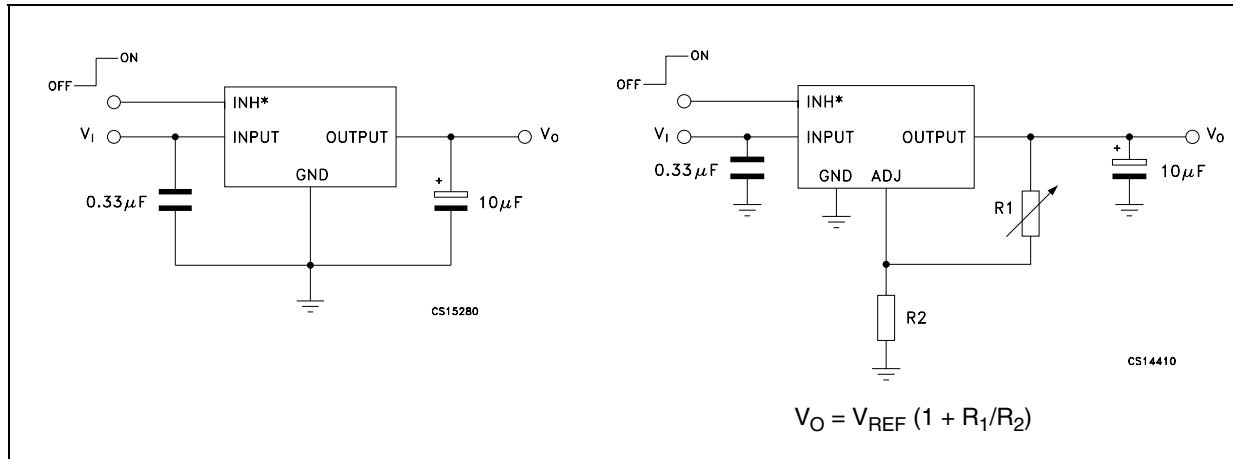 ON
OFF
INH*
V_I
INPUT
OUTPUT
V_O
GND
0.33µF
+
10µF
CS15280
ON
OFF
INH*
V_I
INPUT
OUTPUT
V_O
0.33µF
GND
ADJ
+
10µF
R1
R2
CS14410
V_O = V_REF (1 + R_1/R_2)